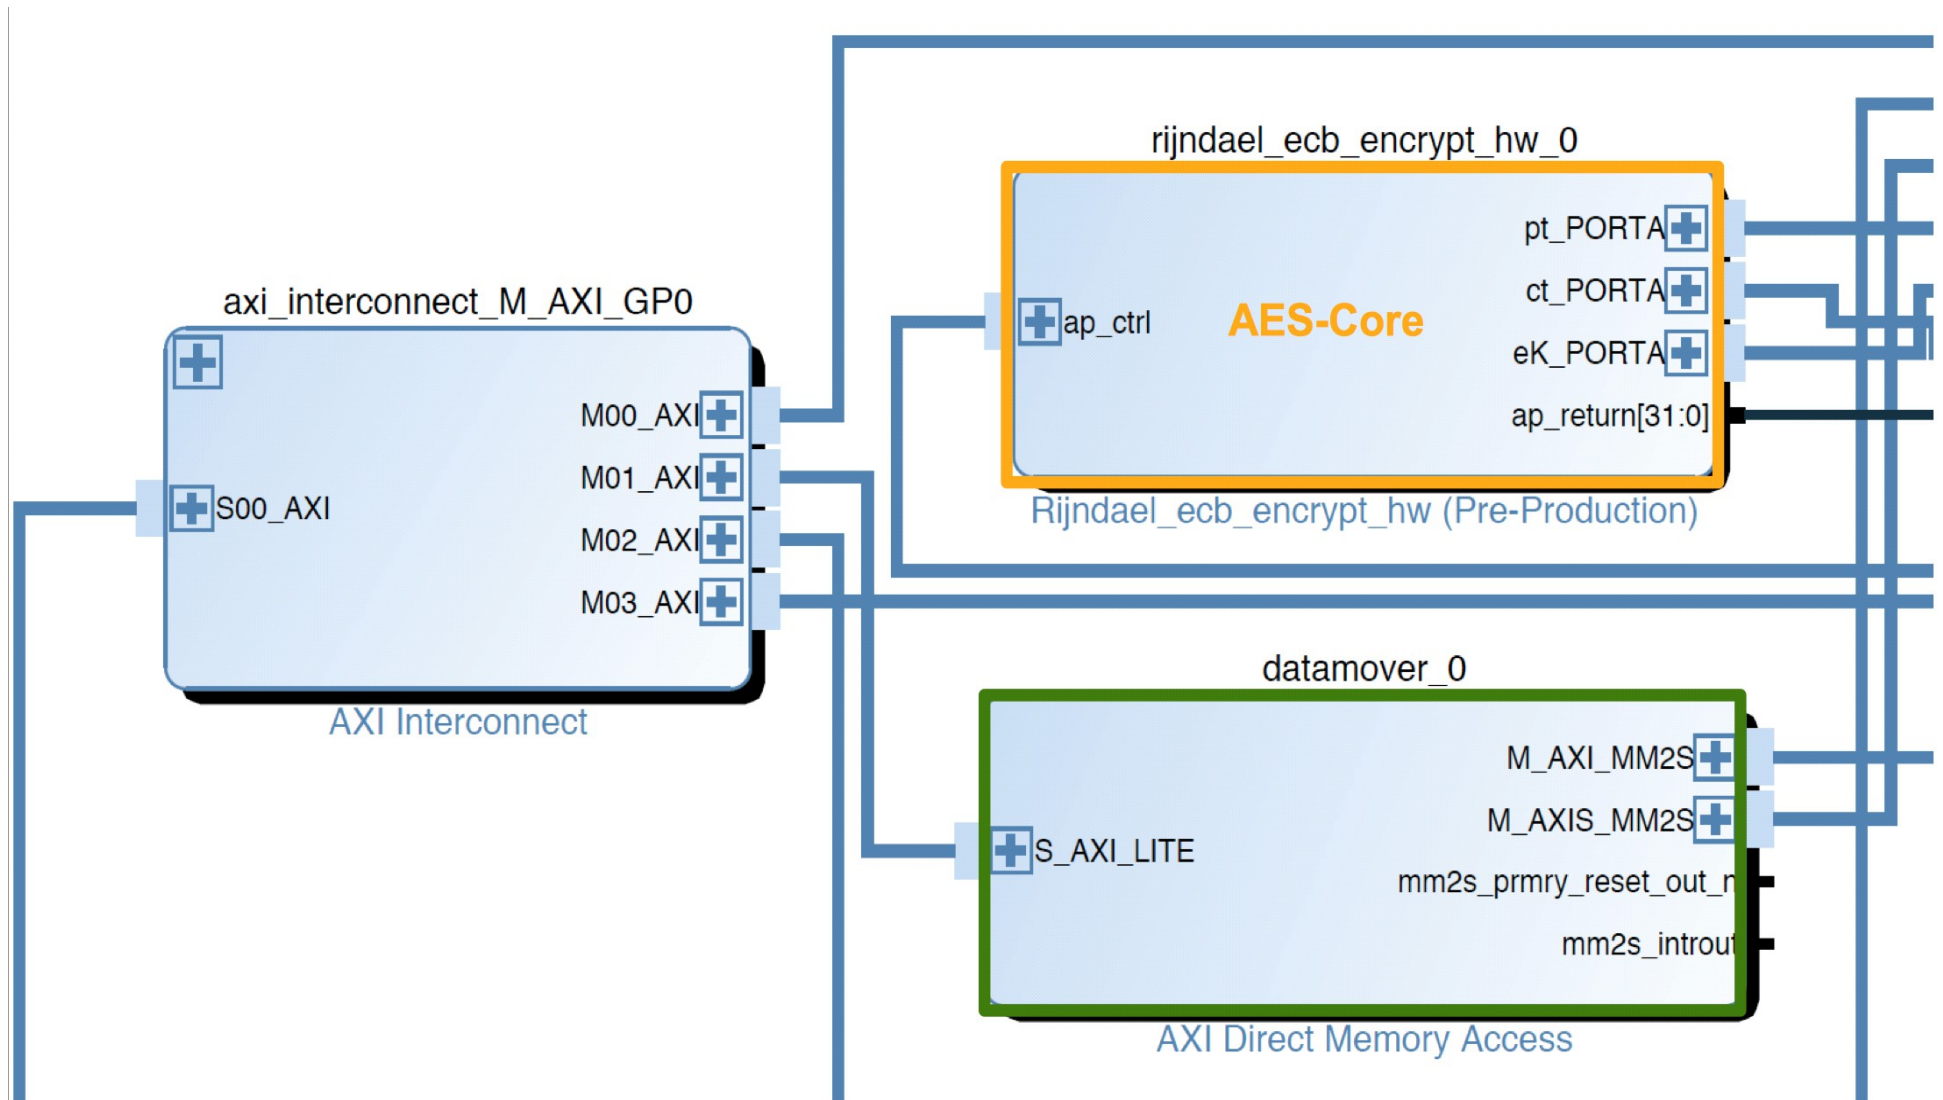 axi_interconnect_M_AXI_GP0
M00_AXI
M01_AXI
S00_AXI
M02_AXI
M03_AXI
AXI Interconnect
rijndael_ecb_encrypt_hw_0
pt_PORTA
ct_PORTA
ap_ctrl
AES-Core
eK_PORTA
ap_return[31:0]
Rijndael_ecb_encrypt_hw (Pre-Production)
datamover_0
M_AXI_MM2S
M_AXIS_MM2S
S_AXI_LITE
mm2s_prmry_reset_out_n
mm2s_introut
AXI Direct Memory Access